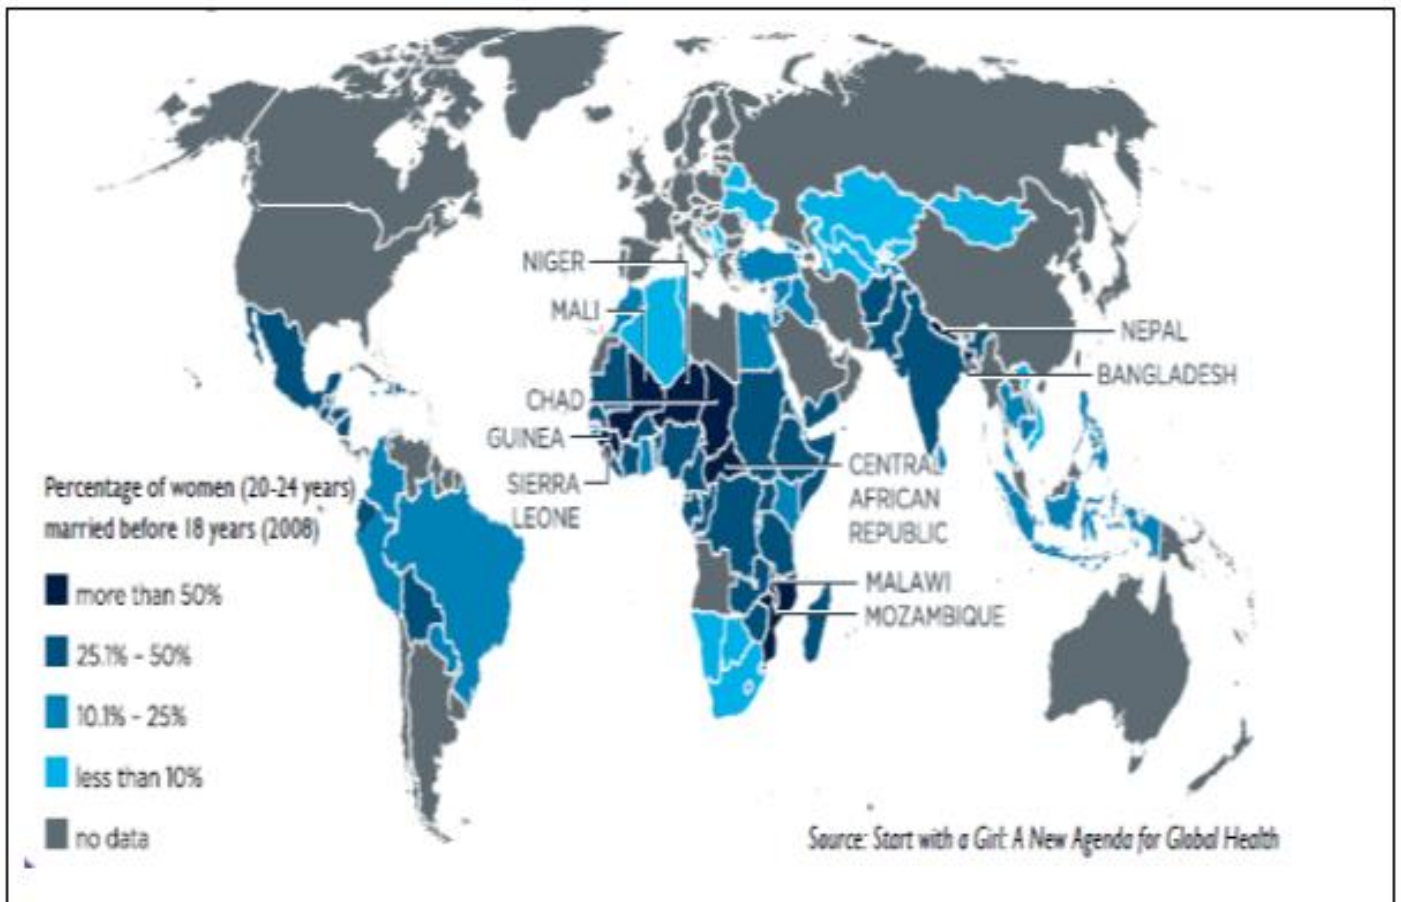 NIGER
MALI
NEPAL
BANGLADESH
CHAD
GUINEA
SIERRA
LEONE
CENTRAL
AFRICAN
REPUBLIC
MALAWI
MOZAMBIQUE
Percentage of women (20-24 years)
married before 18 years (2008)
more than 50%
25.1% - 50%
10.1% - 25%
less than 10%
no data
Source: Start with a Girl: A New Agenda for Global Health